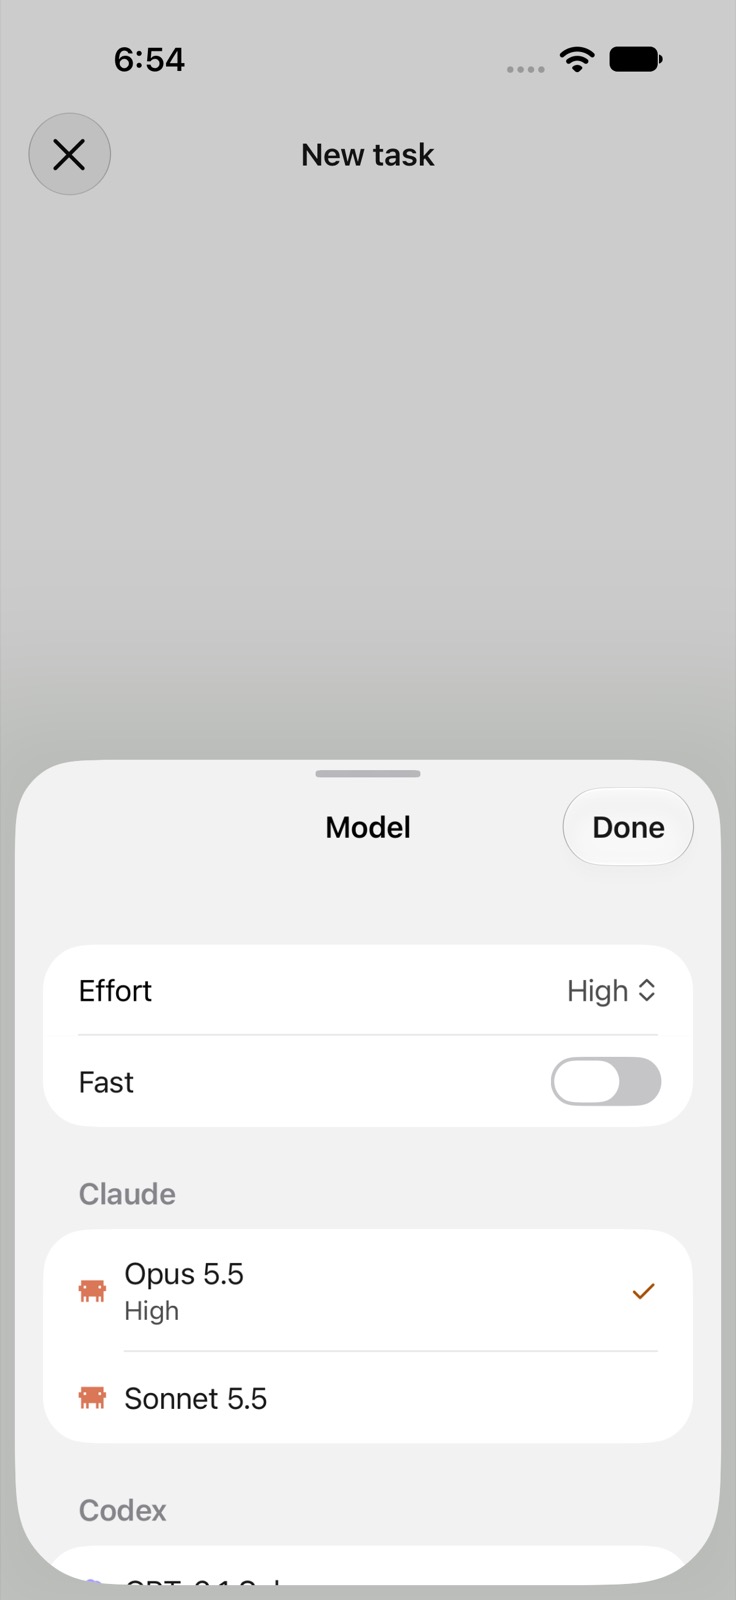 6:54
New task
Model
Done
Effort
High
Fast
Claude
Opus 5.5
High
Sonnet 5.5
Codex